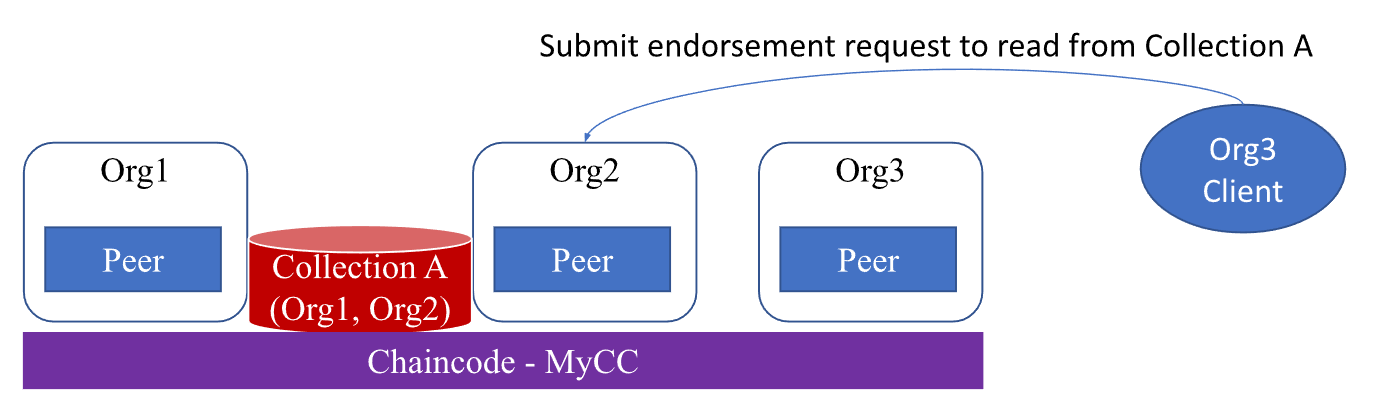 Submit endorsement request to read from Collection A
Org1
Org2
Org3
Org3
Client
Peer
Collection A
(Org1, Org2)
Peer
Peer
Chaincode - MyCC